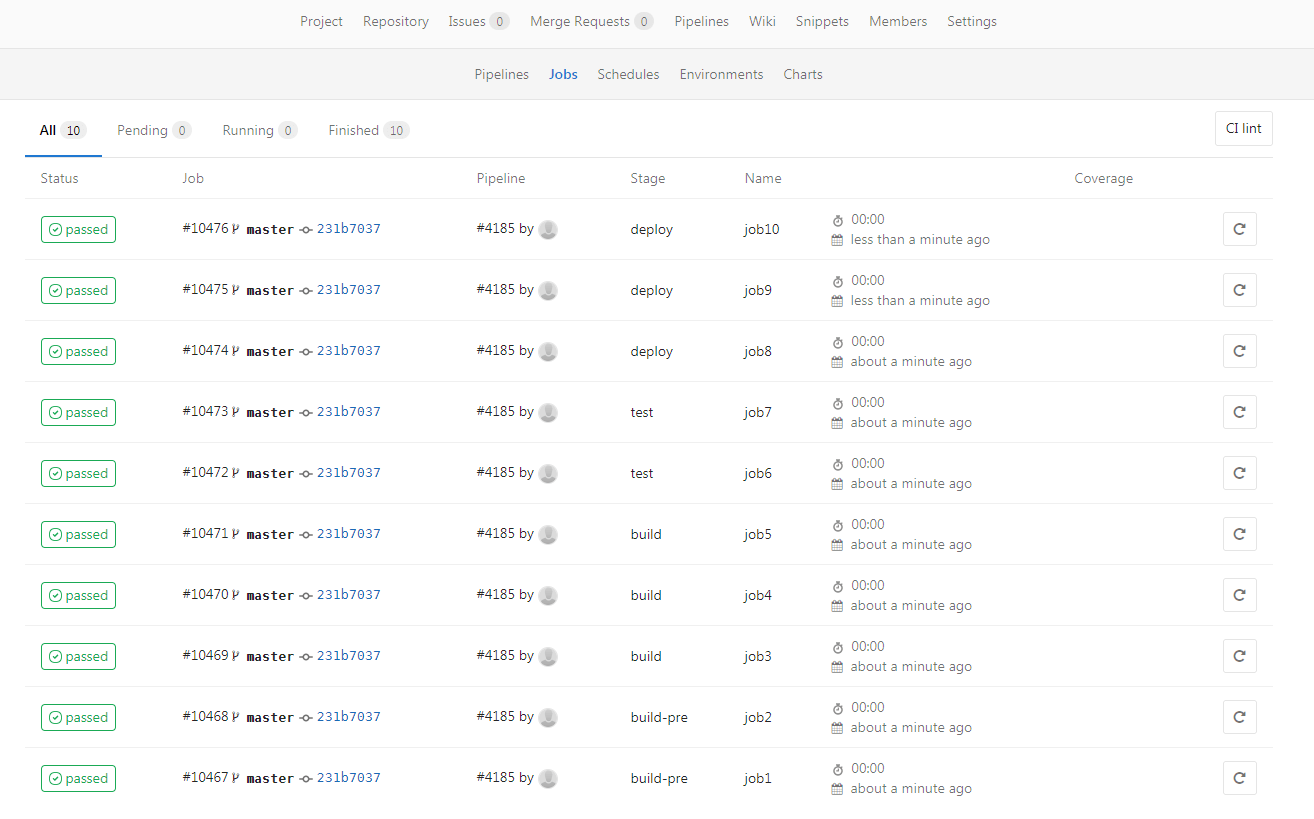 Project Repository Issues 0 Merge Requests 0 Pipelines Wiki Snippets Members Settings
Pipelines Jobs Schedules Environments Charts
All 10 Pending 0 Running 0 Finished 10 CI lint
Status Job Pipeline Stage Name Coverage
passed #10476 master 231b7037 #4185 by deploy job10 00:00
less than a minute ago
passed #10475 master 231b7037 #4185 by deploy job9 00:00
less than a minute ago
passed #10474 master 231b7037 #4185 by deploy job8 00:00
about a minute ago
passed #10473 master 231b7037 #4185 by test job7 00:00
about a minute ago
passed #10472 master 231b7037 #4185 by test job6 00:00
about a minute ago
passed #10471 master 231b7037 #4185 by build job5 00:00
about a minute ago
passed #10470 master 231b7037 #4185 by build job4 00:00
about a minute ago
passed #10469 master 231b7037 #4185 by build job3 00:00
about a minute ago
passed #10468 master 231b7037 #4185 by build-pre job2 00:00
about a minute ago
passed #10467 master 231b7037 #4185 by build-pre job1 00:00
about a minute ago